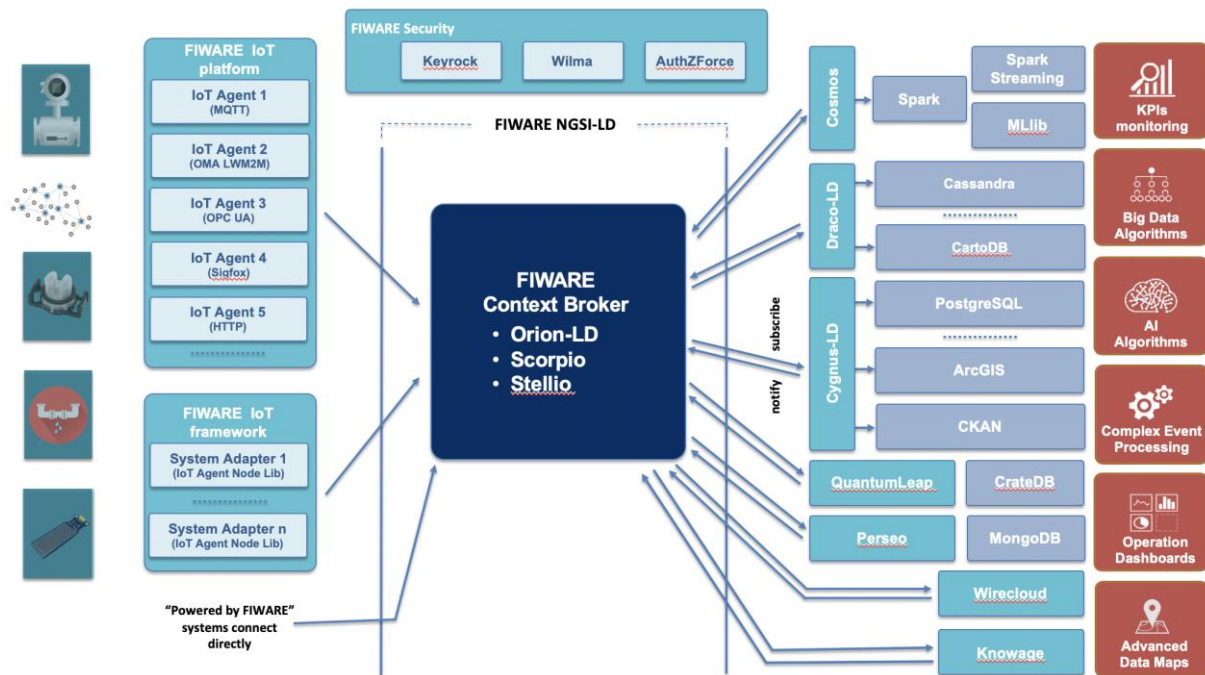 FIWARE Security
Keyrock
Wilma
AuthZForce
FIWARE IoT
platform
IoT Agent 1
(MQTT)
IoT Agent 2
(OMA LWM2M)
IoT Agent 3
(OPC UA)
IoT Agent 4
(Sigfox)
IoT Agent 5
(HTTP)
FIWARE IoT
framework
System Adapter 1
(IoT Agent Node Lib)
System Adapter n
(IoT Agent Node Lib)
"Powered by FIWARE"
systems connect
directly
FIWARE NGSI-LD
FIWARE
Context Broker
• Orion-LD
• Scorpio
• Stellio
subscribe
notify
Cosmos
Spark
Spark
Streaming
MLlib
Draco-LD
Cassandra
CartoDB
Cygnus-LD
PostgreSQL
ArcGIS
CKAN
QuantumLeap
CrateDB
Perseo
MongoDB
Wirecloud
Knowage
KPIs
monitoring
Big Data
Algorithms
AI
Algorithms
Complex Event
Processing
Operation
Dashboards
Advanced
Data Maps